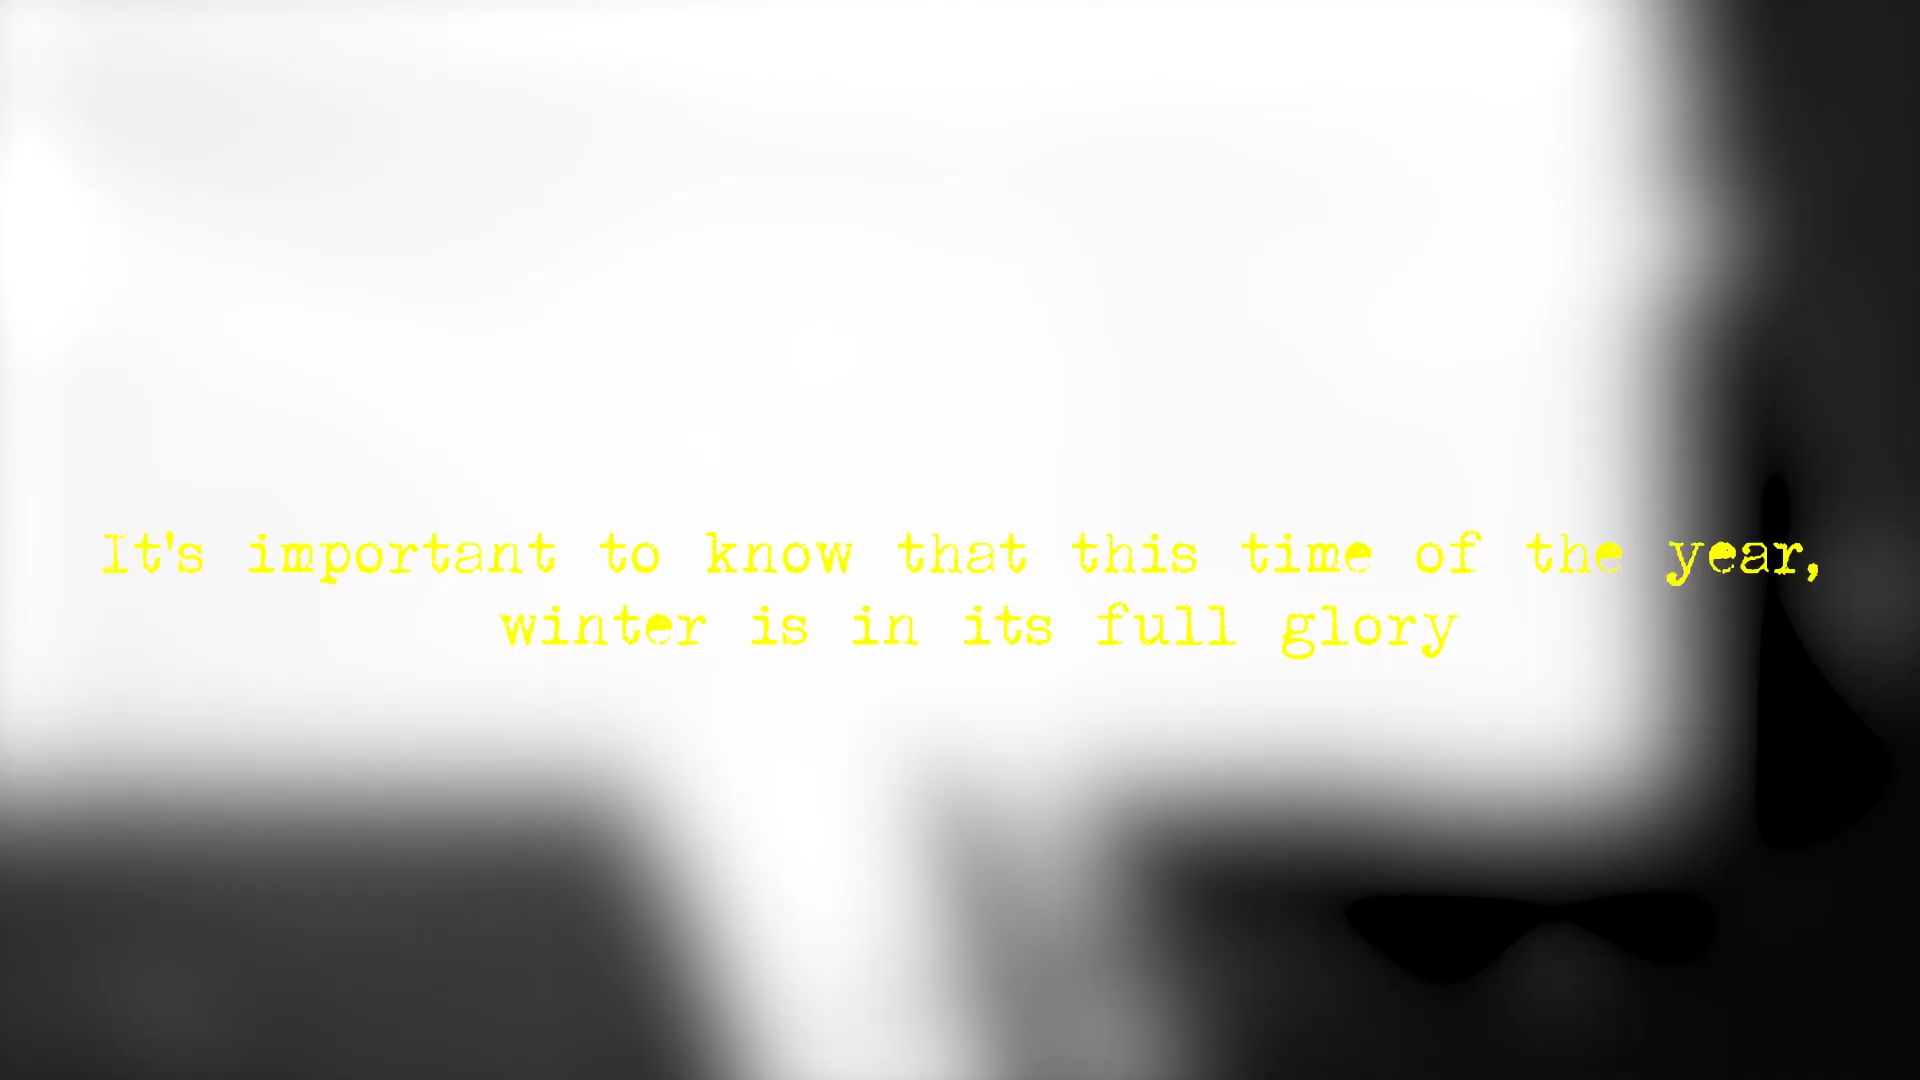 It's important to know that this time of the year,
winter is in its full glory